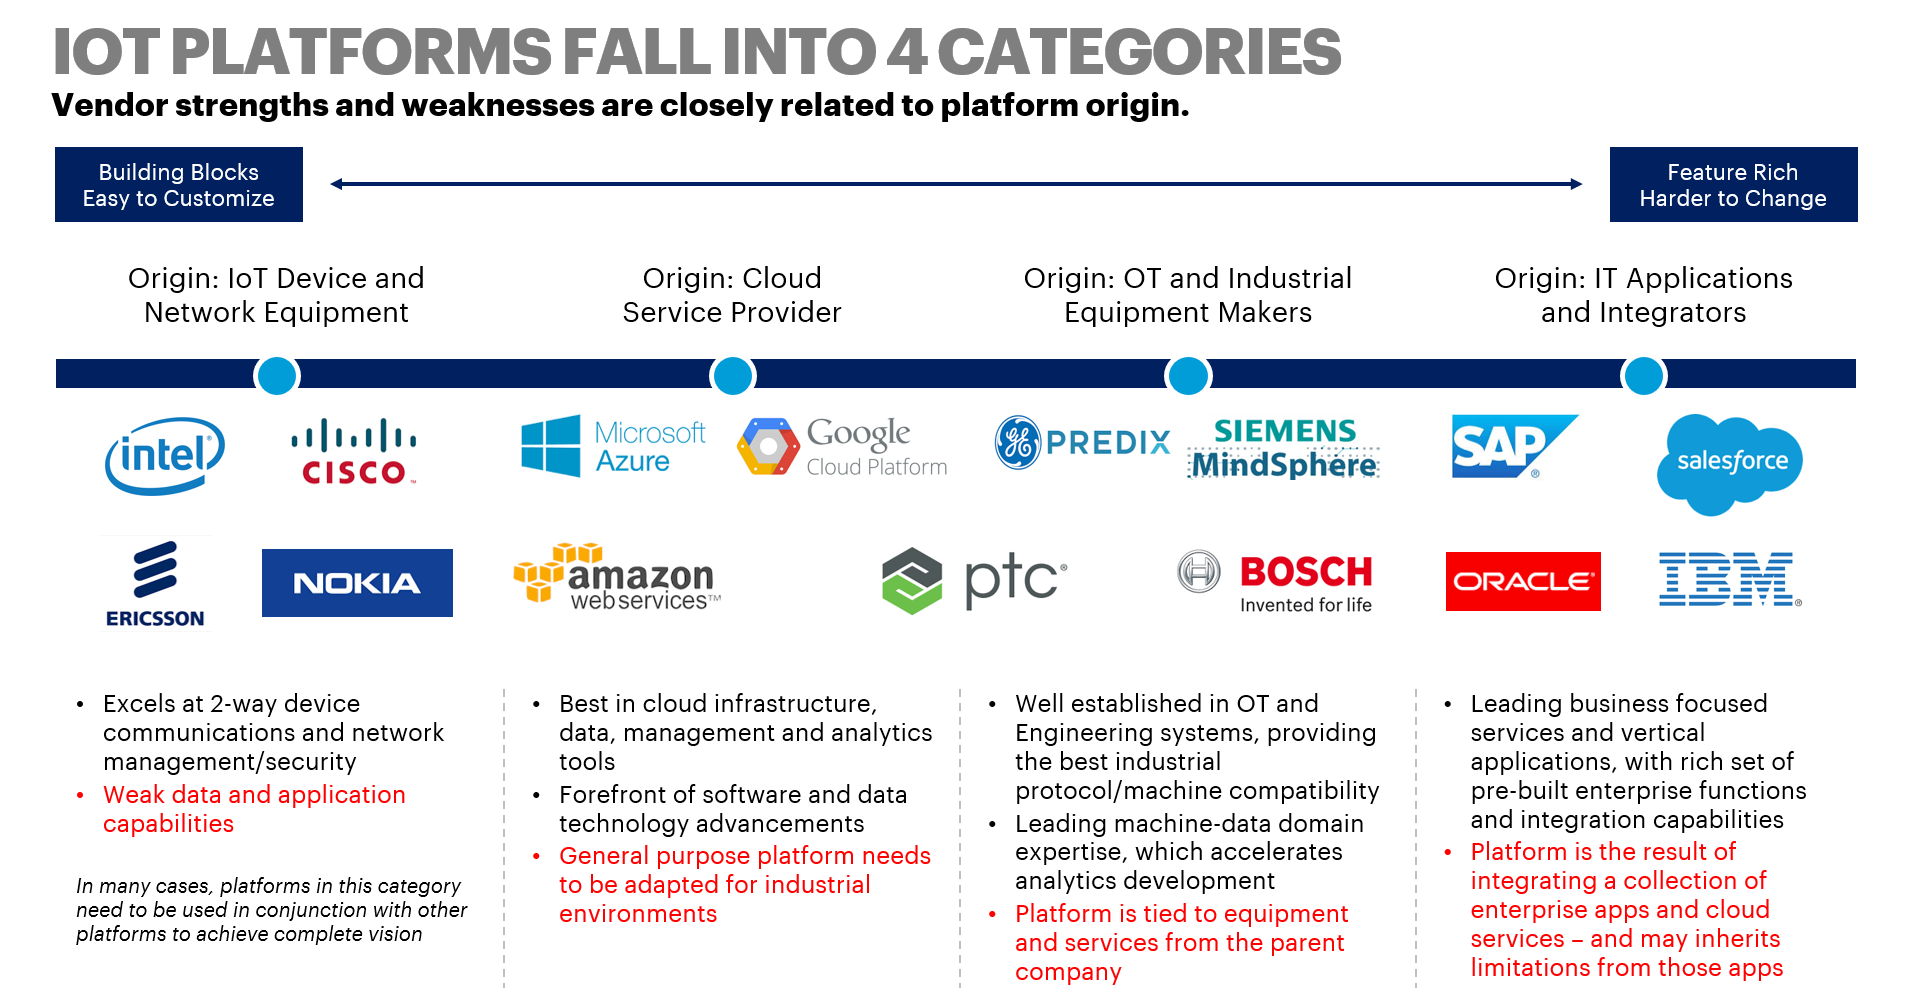 IOT PLATFORMS FALL INTO 4 CATEGORIES
Vendor strengths and weaknesses are closely related to platform origin.
Building Blocks
Easy to Customize
Feature Rich
Harder to Change
Origin: IoT Device and
Network Equipment
Origin: Cloud
Service Provider
Origin: OT and Industrial
Equipment Makers
Origin: IT Applications
and Integrators
intel®
CISCO™
Microsoft
Azure
Google
Cloud Platform
GE PREDIX
SIEMENS
MindSphere
SAP®
salesforce
ERICSSON
NOKIA
amazon
webservices™
ptc®
BOSCH
Invented for life
ORACLE®
IBM®
• Excels at 2-way device
communications and network
management/security
• Weak data and application
capabilities
In many cases, platforms in this category
need to be used in conjunction with other
platforms to achieve complete vision
• Best in cloud infrastructure,
data, management and analytics
tools
• Forefront of software and data
technology advancements
• General purpose platform needs
to be adapted for industrial
environments
• Well established in OT and
Engineering systems, providing
the best industrial
protocol/machine compatibility
• Leading machine-data domain
expertise, which accelerates
analytics development
• Platform is tied to equipment
and services from the parent
company
• Leading business focused
services and vertical
applications, with rich set of
pre-built enterprise functions
and integration capabilities
• Platform is the result of
integrating a collection of
enterprise apps and cloud
services – and may inherits
limitations from those apps